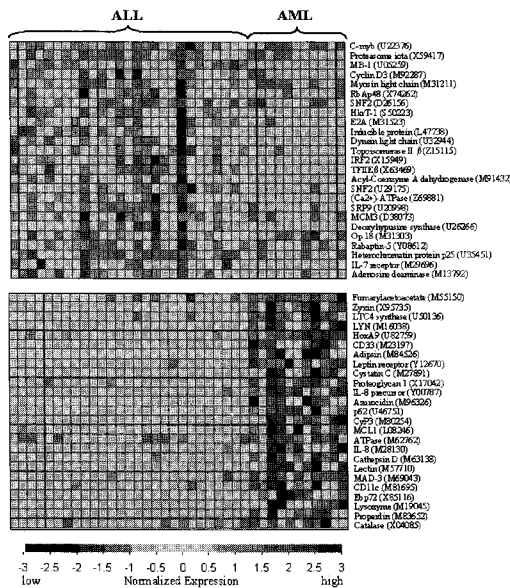 ALL AML
C-myb (U22376)
Proteasome iota (X59417)
MB-1 (U05259)
Cyclin D3 (M92287)
Myosin light chain (M31211)
RbAp48 (X74262)
SNF2 (D26156)
HkrT-1 (S50223)
E2A (M31523)
Inducible protein (L47738)
Dynein light chain (U32944)
Topoisomerase II β (Z15115)
IRF2 (X15949)
TFIIEβ (X63469)
Acyl-Coenzyme A dehydrogenase (M91432)
SNF2 (U29175)
(Ca2+)-ATPase (Z69881)
SRP9 (U20998)
MCM3 (D38073)
Deoxyhypusine synthase (U26266)
Op 18 (M31303)
Rabaptin-5 (Y08612)
Heterochromatin protein p25 (U35451)
IL-7 receptor (M29696)
Adenosine deaminase (M13792)
Fumarylacetoacetate (M55150)
Zyxin (X95735)
LTC4 synthase (U50136)
LYN (M16038)
HoxA9 (U82759)
CD33 (M23197)
Adipsin (M84526)
Leptin receptor (Y12670)
Cystatin C (M27891)
Proteoglycan 1 (X17042)
IL-8 precursor (Y00787)
Azurocidin (M96326)
p62 (U46751)
CyP3 (M80254)
MCL1 (L08246)
ATPase (M62762)
IL-8 (M28130)
Cathepsin D (M63138)
Lectin (M57710)
MAD-3 (M69043)
CD11c (M81695)
Ebp72 (X85116)
Lysozyme (M19045)
Properdin (M83652)
Catalase (X04085)
-3 -2.5 -2 -1.5 -1 -0.5 0 0.5 1 1.5 2 2.5 3
low Normalized Expression high